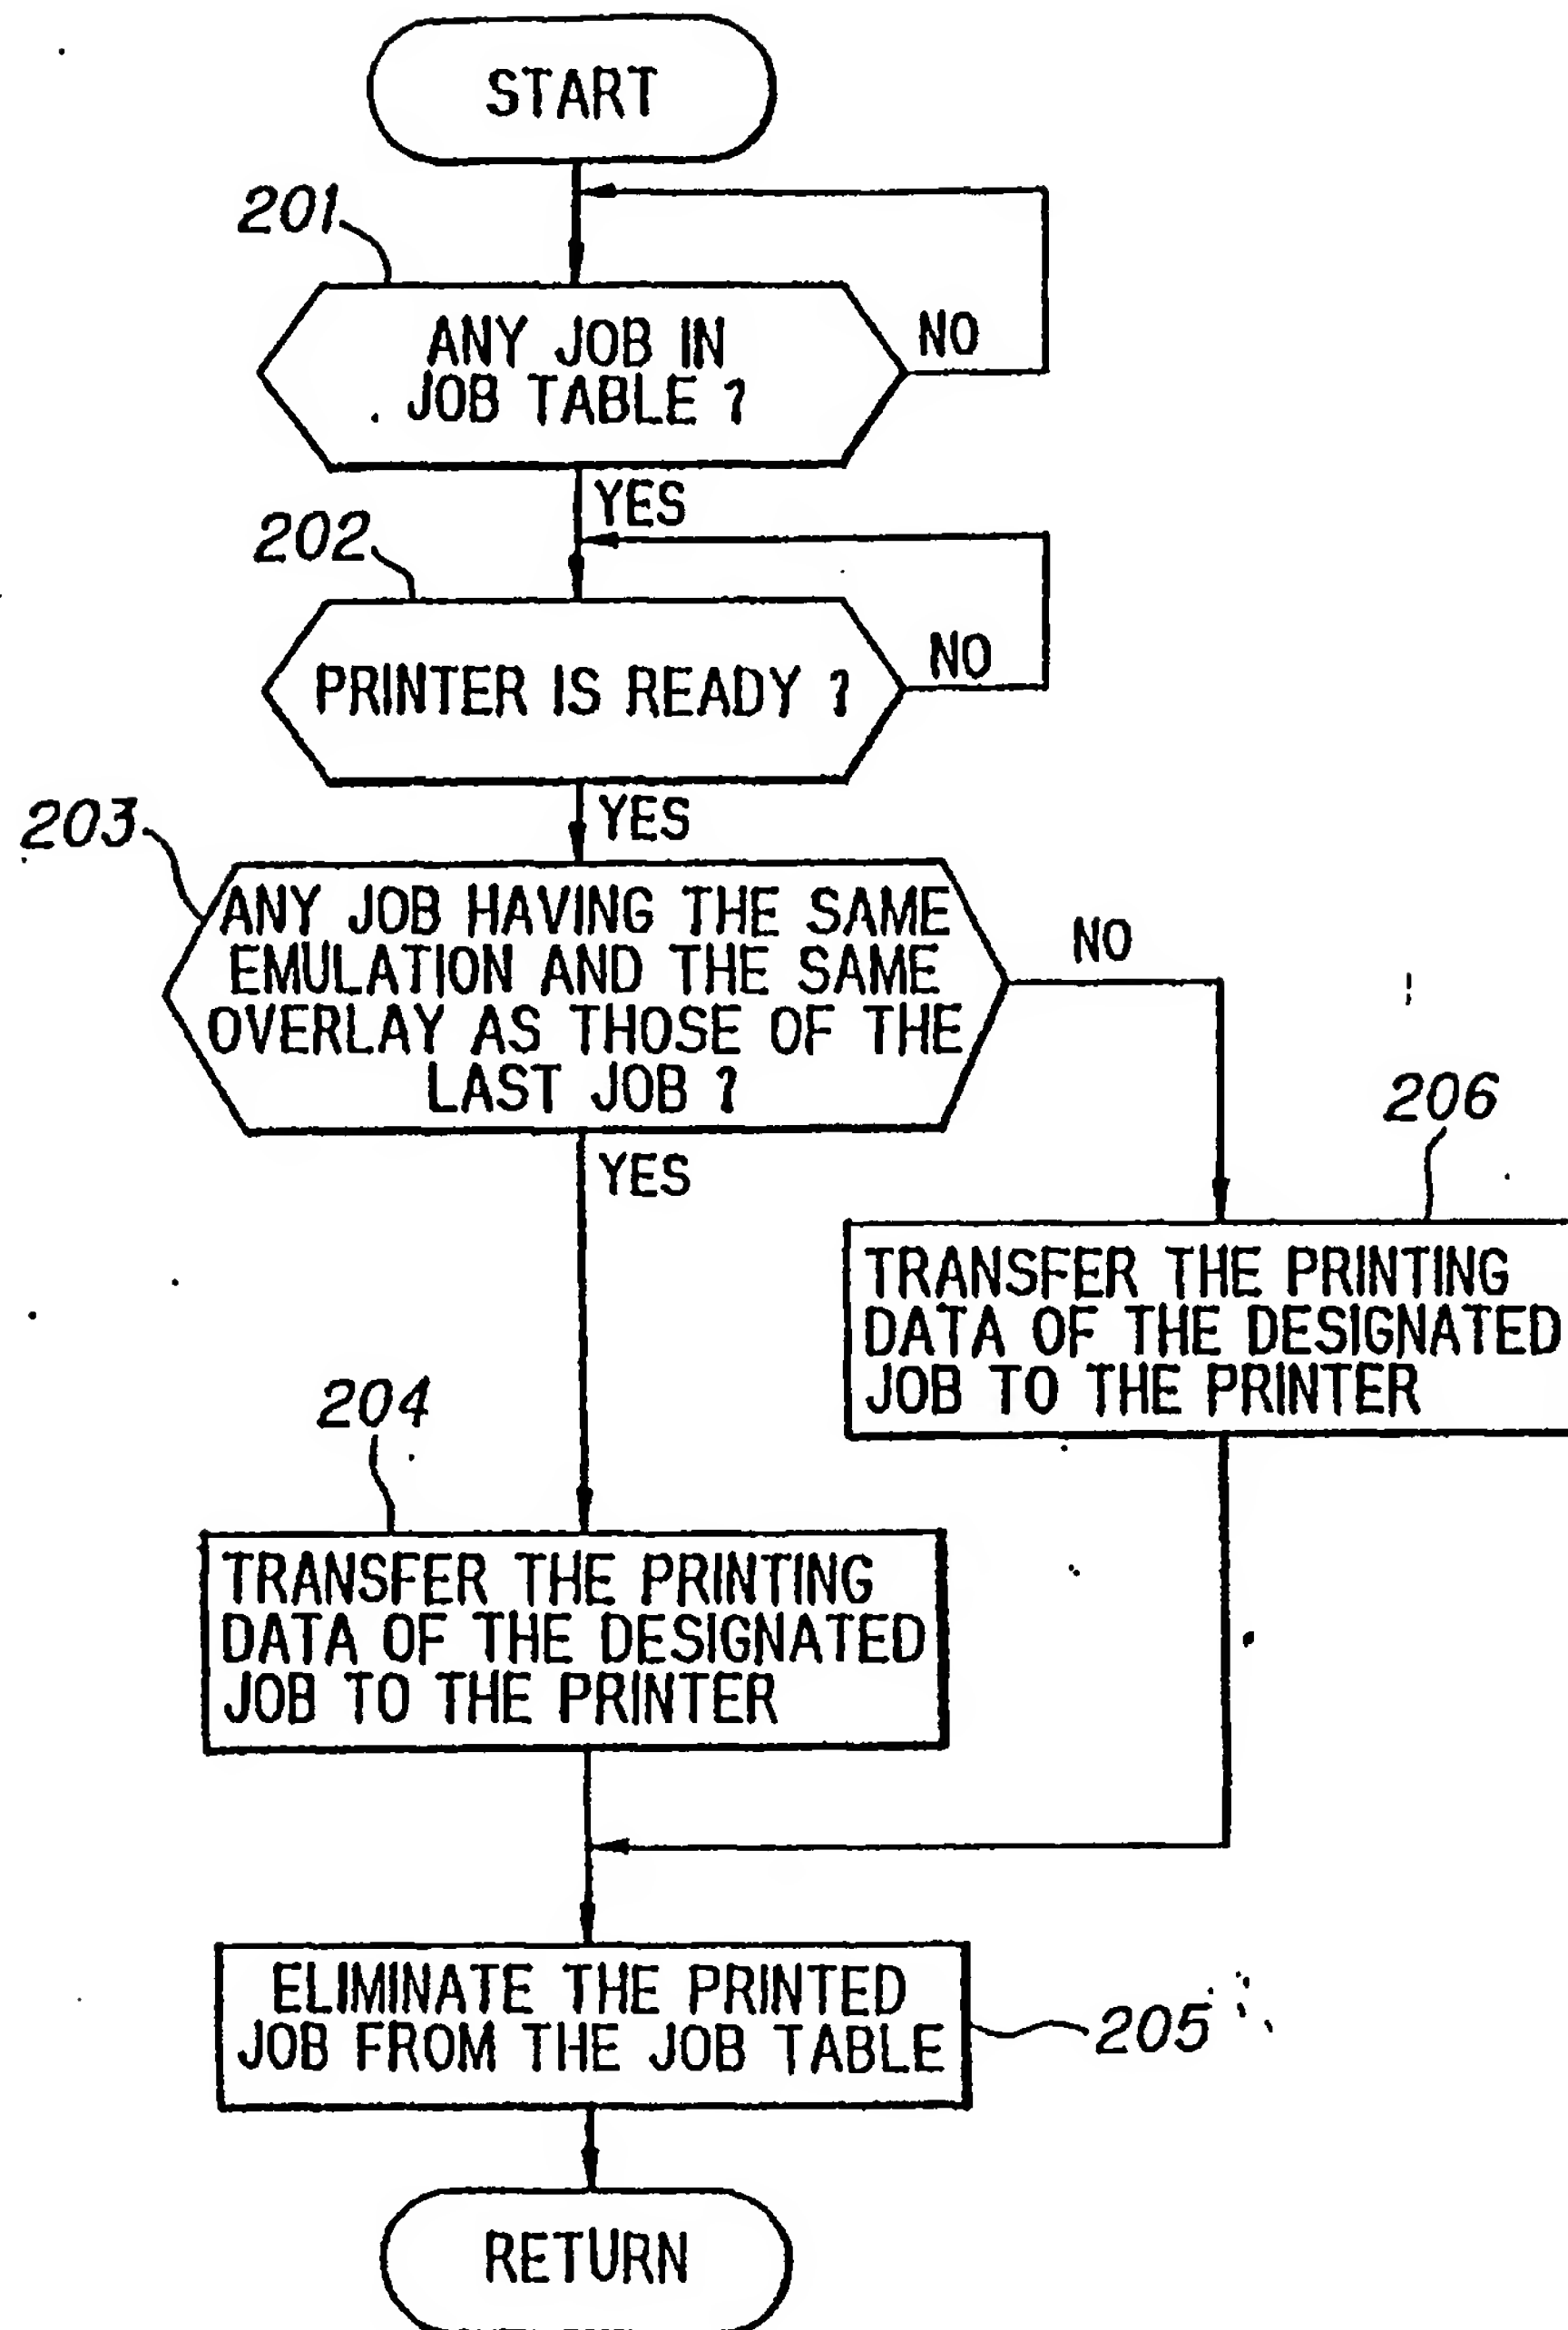 START
201
ANY JOB IN
JOB TABLE ?
NO
YES
202
PRINTER IS READY ?
NO
YES
203
ANY JOB HAVING THE SAME
EMULATION AND THE SAME
OVERLAY AS THOSE OF THE
LAST JOB ?
NO
YES
206
TRANSFER THE PRINTING
DATA OF THE DESIGNATED
JOB TO THE PRINTER
204
TRANSFER THE PRINTING
DATA OF THE DESIGNATED
JOB TO THE PRINTER
ELIMINATE THE PRINTED
JOB FROM THE JOB TABLE
205
RETURN